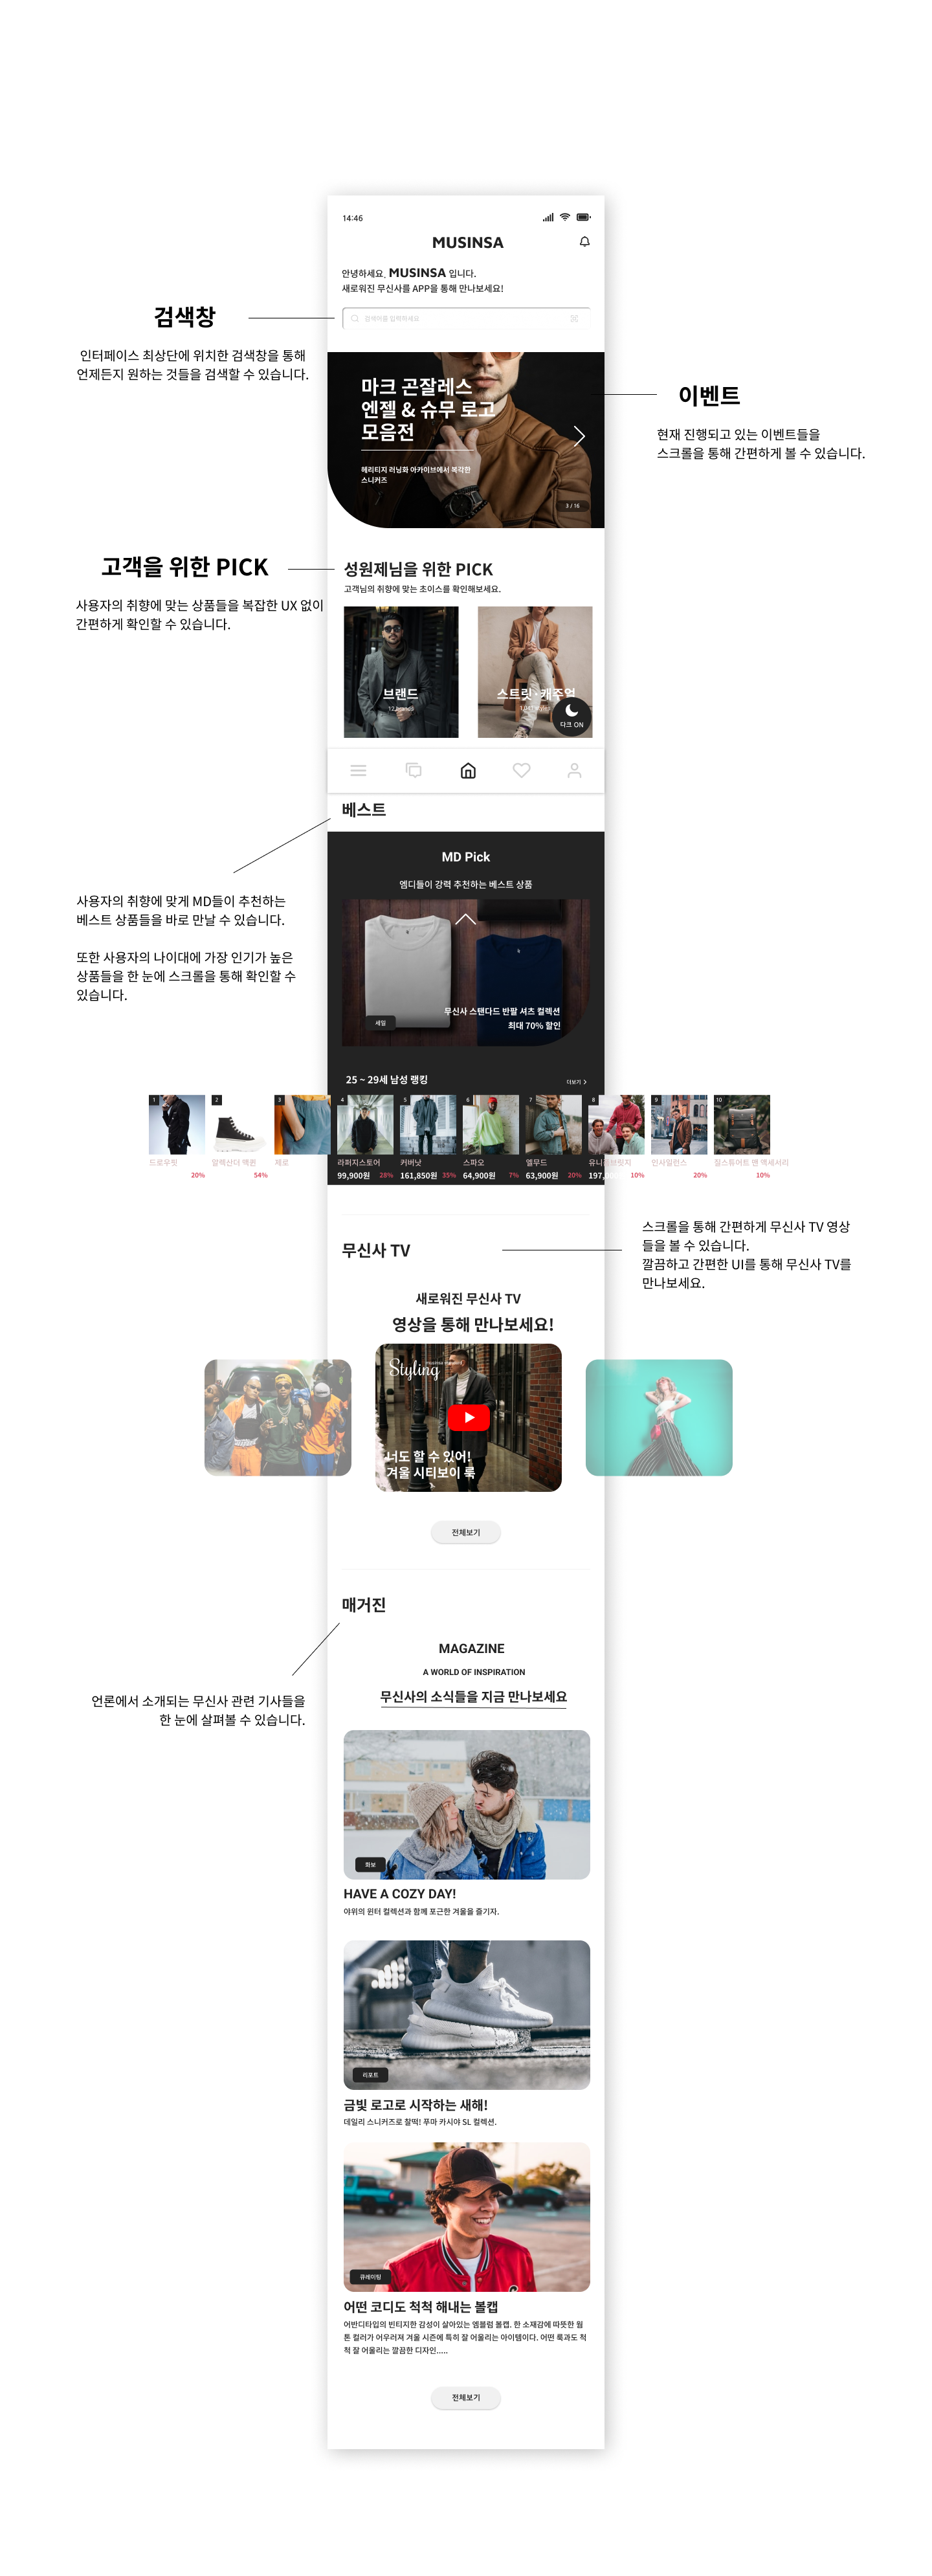 14:46
MUSINSA
안녕하세요, MUSINSA 입니다.
새로워진 무신사를 APP을 통해 만나보세요!
검색어를 입력하세요
검색창
인터페이스 최상단에 위치한 검색창을 통해
언제든지 원하는 것들을 검색할 수 있습니다.
마크 곤잘레스
엔젤 & 슈무 로고
모음전
헤리티지 러닝화 아카이브에서 복각한
스니커즈
3 / 16
이벤트
현재 진행되고 있는 이벤트들을
스크롤을 통해 간편하게 볼 수 있습니다.
고객을 위한 PICK
사용자의 취향에 맞는 상품들을 복잡한 UX 없이
간편하게 확인할 수 있습니다.
성원제님을 위한 PICK
고객님의 취향에 맞는 초이스를 확인해보세요.
브랜드
12 brands
스트릿·캐주얼
1,047 styles
다크 ON
베스트
사용자의 취향에 맞게 MD들이 추천하는
베스트 상품들을 바로 만날 수 있습니다.
또한 사용자의 나이대에 가장 인기가 높은
상품들을 한 눈에 스크롤을 통해 확인할 수
있습니다.
MD Pick
엠디들이 강력 추천하는 베스트 상품
무신사 스탠다드 반팔 셔츠 컬렉션
최대 70% 할인
세일
25 ~ 29세 남성 랭킹
더보기
1 2 3 4 5 6 7 8 9 10
드로우핏 알렉산더 맥퀸 제로 라퍼지스토어 커버낫 스파오 엘무드 유니 브릿지 인사일런스 질스튜어트 앤 액세서리
20% 54% 99,900원 28% 161,850원 35% 64,900원 7% 63,900원 20% 197, 10% 20% 10%
무신사 TV
스크롤을 통해 간편하게 무신사 TV 영상
들을 볼 수 있습니다.
깔끔하고 간편한 UI를 통해 무신사 TV를
만나보세요.
새로워진 무신사 TV
영상을 통해 만나보세요!
Styling
너도 할 수 있어!
겨울 시티보이 룩
전체보기
매거진
언론에서 소개되는 무신사 관련 기사들을
한 눈에 살펴볼 수 있습니다.
MAGAZINE
A WORLD OF INSPIRATION
무신사의 소식들을 지금 만나보세요
화보
HAVE A COZY DAY!
야위의 윈터 컬렉션과 함께 포근한 겨울을 즐기자.
리포트
금빛 로고로 시작하는 새해!
데일리 스니커즈로 찰떡! 푸마 카시야 SL 컬렉션.
큐레이팅
어떤 코디도 척척 해내는 볼캡
어반디타입의 빈티지한 감성이 살아있는 엠블럼 볼캡. 한 소재감에 따뜻한 웜
톤 컬러가 어우러져 겨울 시즌에 특히 잘 어울리는 아이템이다. 어떤 룩과도 척
척 잘 어울리는 깔끔한 디자인.....
전체보기